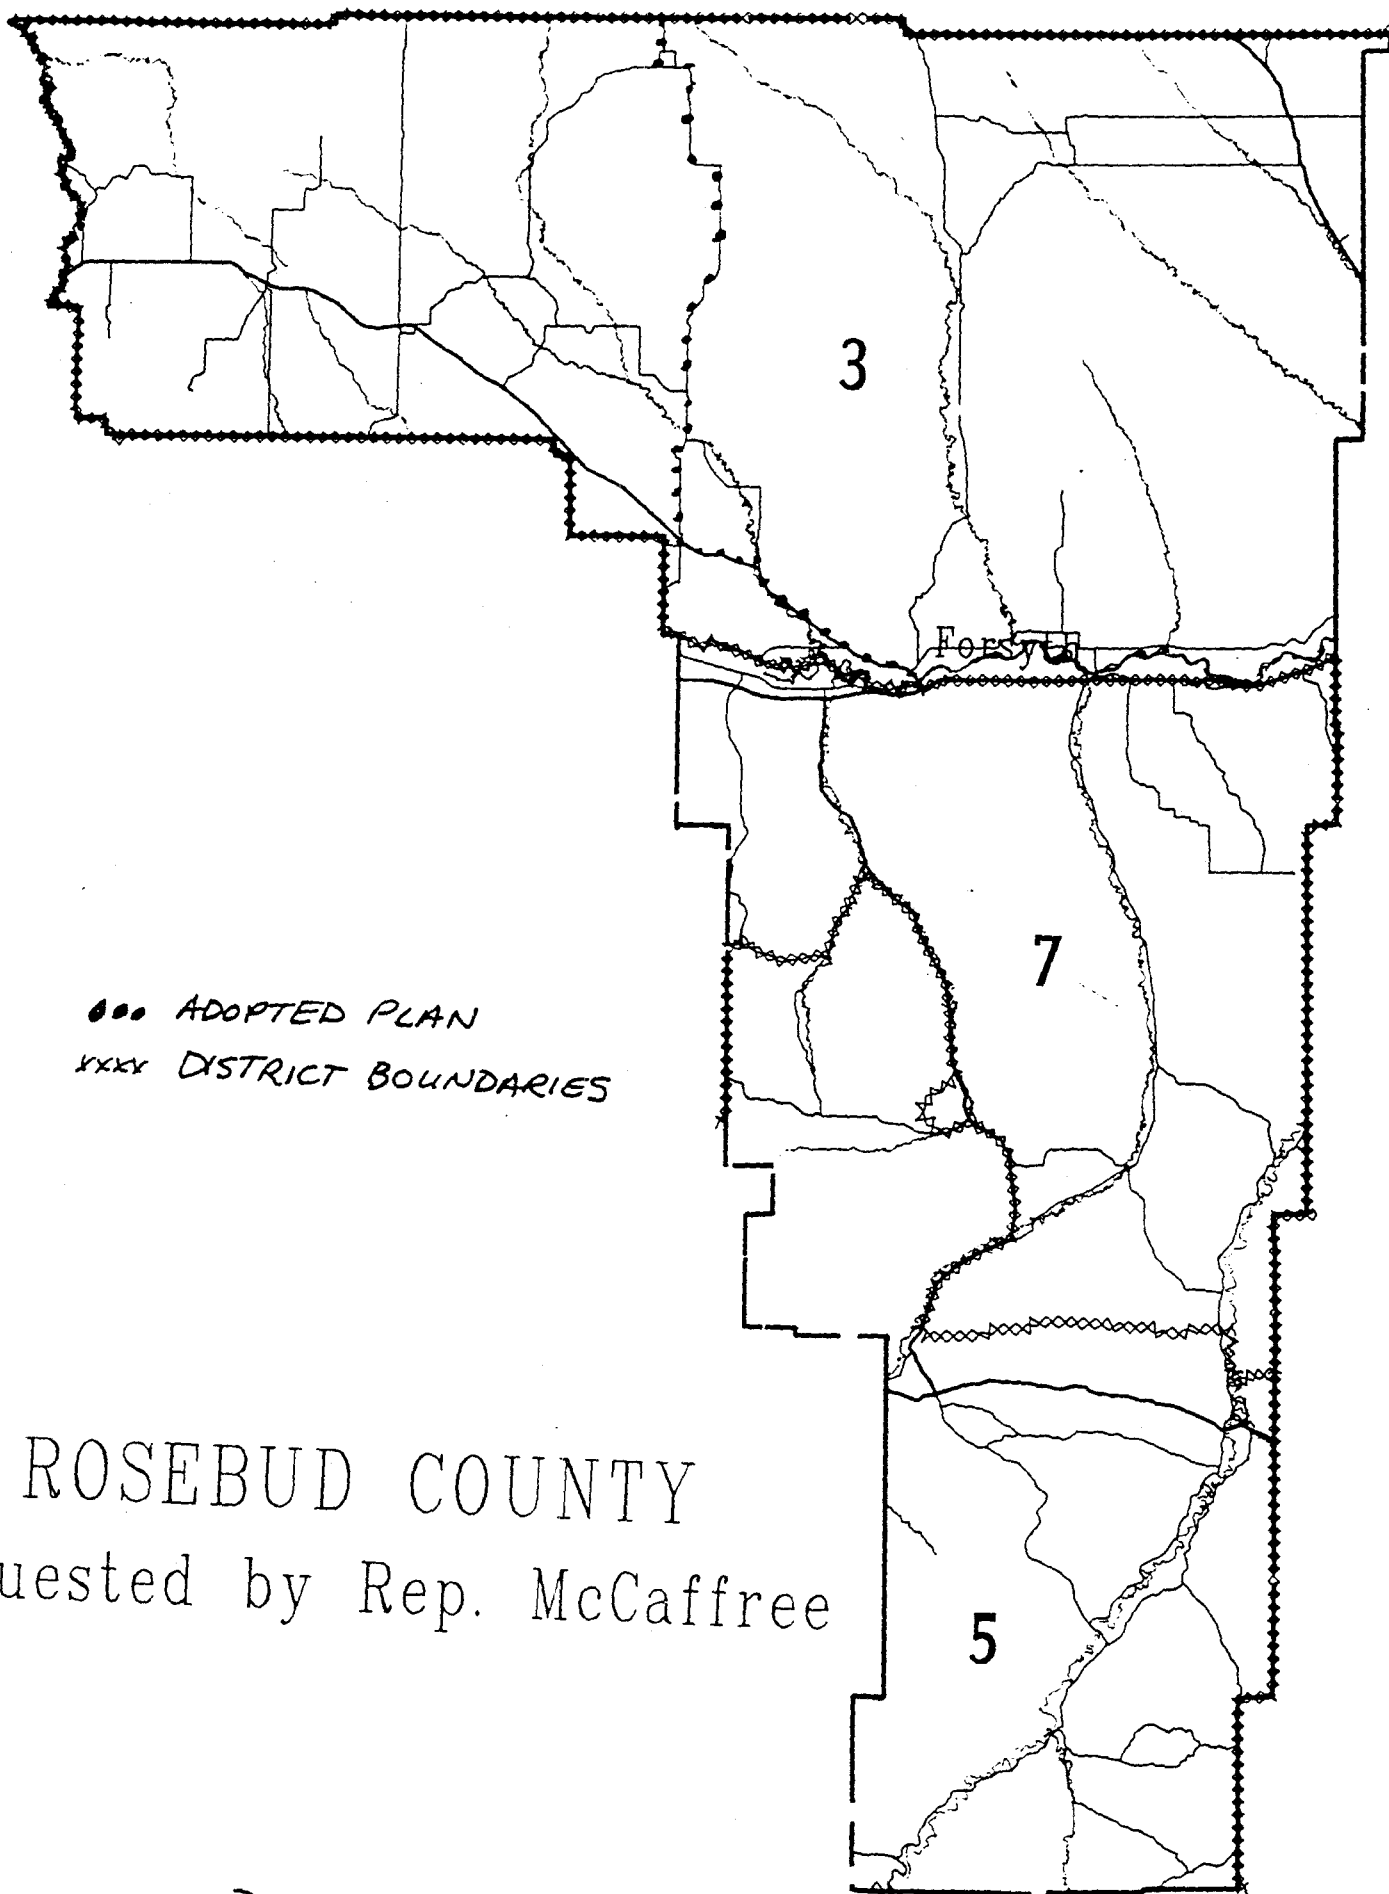 3
Forsyth
7
••• ADOPTED PLAN
xxxx DISTRICT BOUNDARIES
ROSEBUD COUNTY
uested by Rep. McCaffree
5